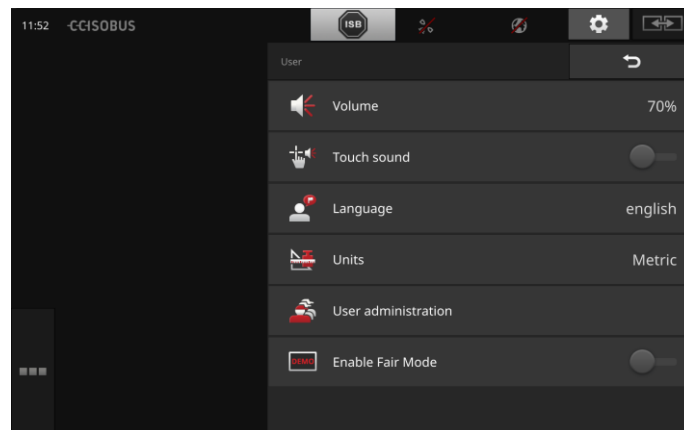 11:52 CCISOBUS
ISB
User
Volume 70%
Touch sound
Language english
Units Metric
User administration
DEMO Enable Fair Mode